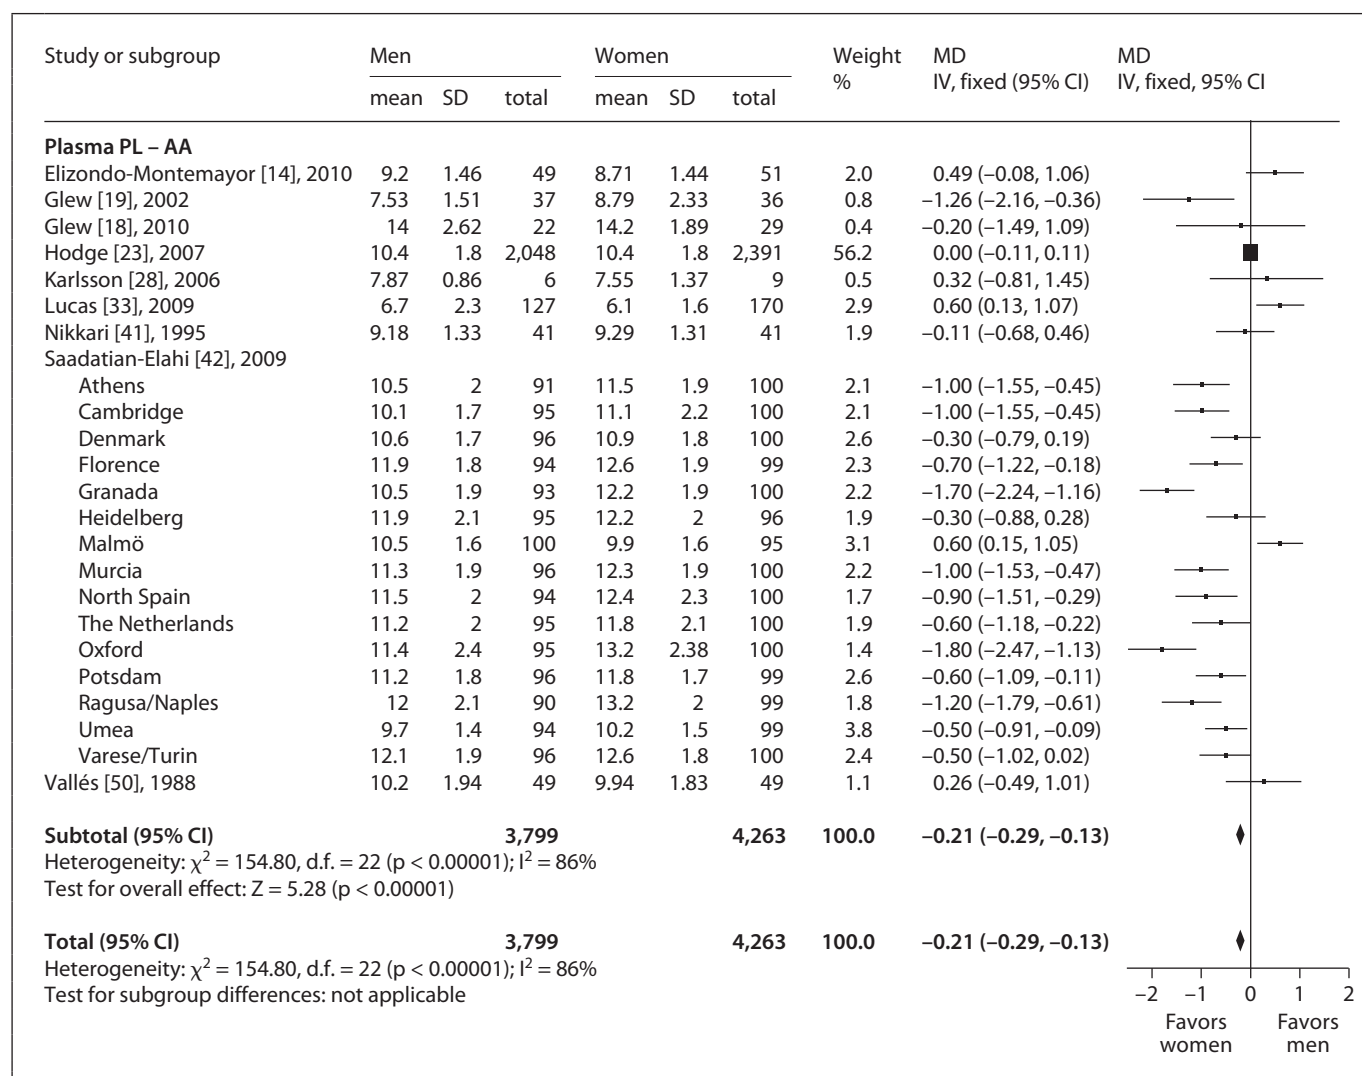 Study or subgroup Men Women Weight MD MD
% IV, fixed (95% CI) IV, fixed, 95% CI
mean SD total mean SD total
Plasma PL – AA
Elizondo-Montemayor [14], 2010 9.2 1.46 49 8.71 1.44 51 2.0 0.49 (–0.08, 1.06)
Glew [19], 2002 7.53 1.51 37 8.79 2.33 36 0.8 –1.26 (–2.16, –0.36)
Glew [18], 2010 14 2.62 22 14.2 1.89 29 0.4 –0.20 (–1.49, 1.09)
Hodge [23], 2007 10.4 1.8 2,048 10.4 1.8 2,391 56.2 0.00 (–0.11, 0.11)
Karlsson [28], 2006 7.87 0.86 6 7.55 1.37 9 0.5 0.32 (–0.81, 1.45)
Lucas [33], 2009 6.7 2.3 127 6.1 1.6 170 2.9 0.60 (0.13, 1.07)
Nikkari [41], 1995 9.18 1.33 41 9.29 1.31 41 1.9 –0.11 (–0.68, 0.46)
Saadatian-Elahi [42], 2009
Athens 10.5 2 91 11.5 1.9 100 2.1 –1.00 (–1.55, –0.45)
Cambridge 10.1 1.7 95 11.1 2.2 100 2.1 –1.00 (–1.55, –0.45)
Denmark 10.6 1.7 96 10.9 1.8 100 2.6 –0.30 (–0.79, 0.19)
Florence 11.9 1.8 94 12.6 1.9 99 2.3 –0.70 (–1.22, –0.18)
Granada 10.5 1.9 93 12.2 1.9 100 2.2 –1.70 (–2.24, –1.16)
Heidelberg 11.9 2.1 95 12.2 2 96 1.9 –0.30 (–0.88, 0.28)
Malmö 10.5 1.6 100 9.9 1.6 95 3.1 0.60 (0.15, 1.05)
Murcia 11.3 1.9 96 12.3 1.9 100 2.2 –1.00 (–1.53, –0.47)
North Spain 11.5 2 94 12.4 2.3 100 1.7 –0.90 (–1.51, –0.29)
The Netherlands 11.2 2 95 11.8 2.1 100 1.9 –0.60 (–1.18, –0.22)
Oxford 11.4 2.4 95 13.2 2.38 100 1.4 –1.80 (–2.47, –1.13)
Potsdam 11.2 1.8 96 11.8 1.7 99 2.6 –0.60 (–1.09, –0.11)
Ragusa/Naples 12 2.1 90 13.2 2 99 1.8 –1.20 (–1.79, –0.61)
Umea 9.7 1.4 94 10.2 1.5 99 3.8 –0.50 (–0.91, –0.09)
Varese/Turin 12.1 1.9 96 12.6 1.8 100 2.4 –0.50 (–1.02, 0.02)
Vallés [50], 1988 10.2 1.94 49 9.94 1.83 49 1.1 0.26 (–0.49, 1.01)
Subtotal (95% CI) 3,799 4,263 100.0 –0.21 (–0.29, –0.13)
Heterogeneity: χ² = 154.80, d.f. = 22 (p < 0.00001); I² = 86%
Test for overall effect: Z = 5.28 (p < 0.00001)
Total (95% CI) 3,799 4,263 100.0 –0.21 (–0.29, –0.13)
Heterogeneity: χ² = 154.80, d.f. = 22 (p < 0.00001); I² = 86%
Test for subgroup differences: not applicable
–2 –1 0 1 2
Favors Favors
women men